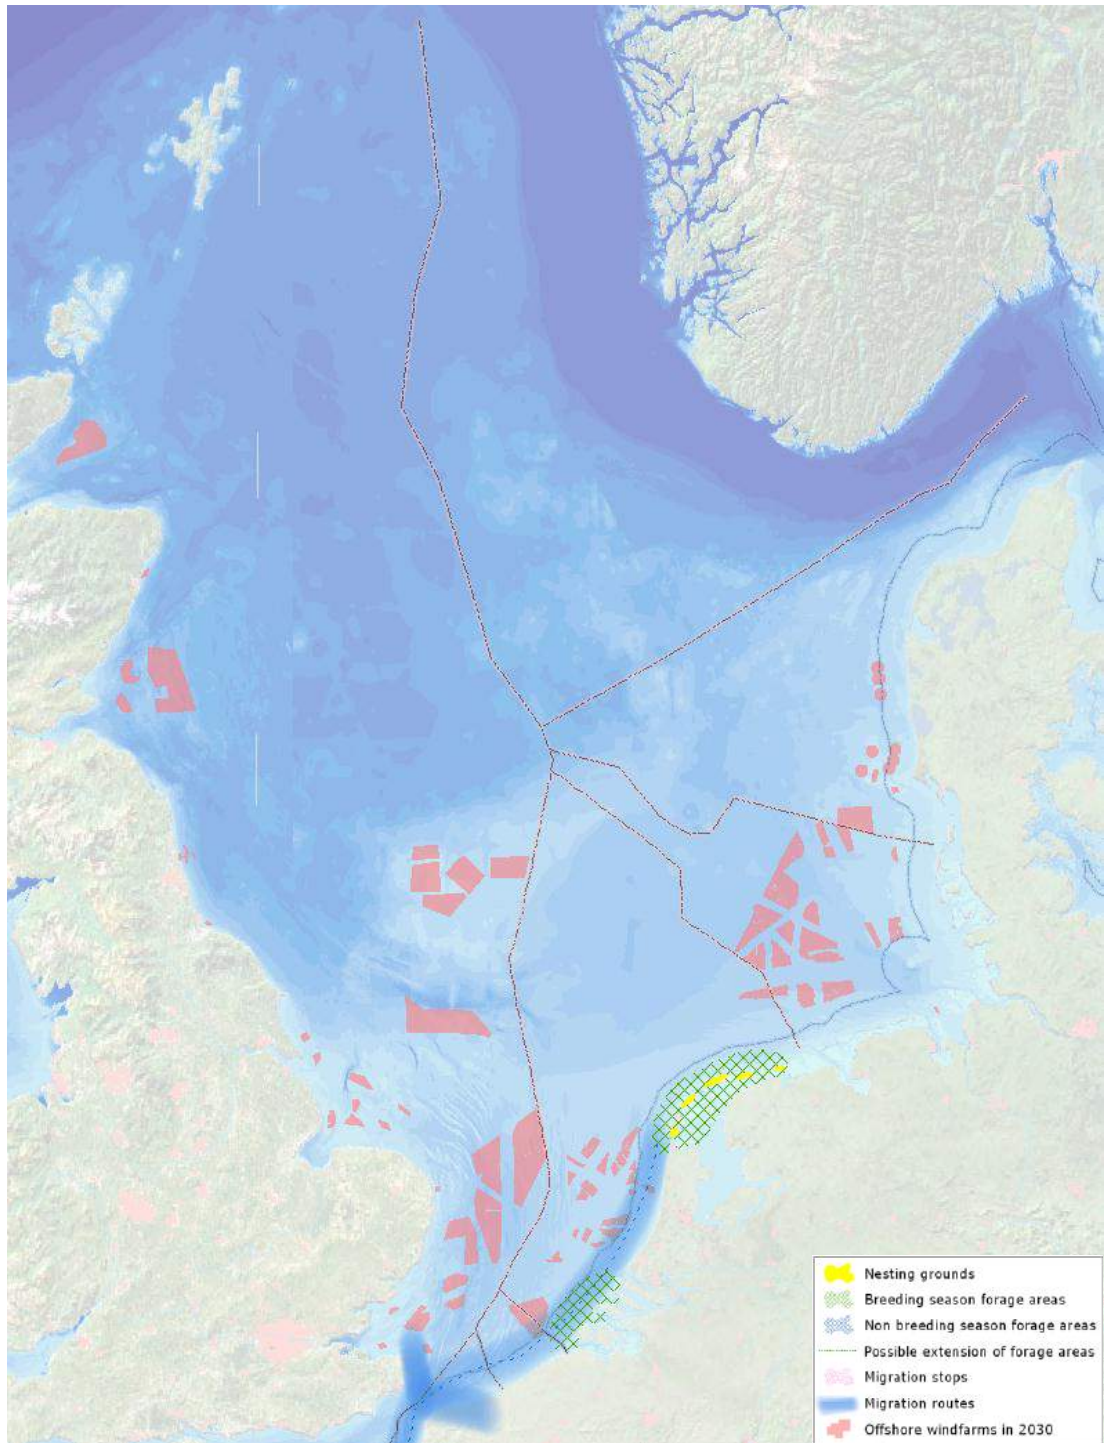 Nesting grounds
Breeding season forage areas
Non breeding season forage areas
Possible extension of forage areas
Migration stops
Migration routes
Offshore windfarms in 2030